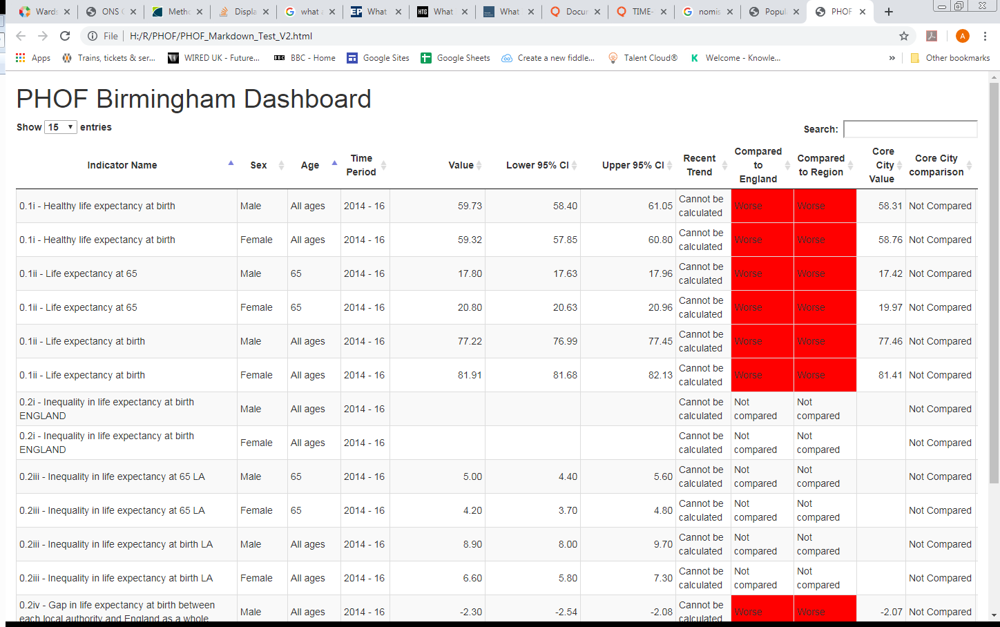 Wards
ONS
Metho
Displa
what a
EP What
HTG What
What
Docur
TIME-
nomis
Popul
PHOF
File H:/R/PHOF/PHOF_Markdown_Test_V2.html
A
Apps Trains, tickets & ser... WIRED UK - Future... BBC BBC - Home Google Sites Google Sheets Create a new fiddle... Talent Cloud® K Welcome - Knowle... » Other bookmarks
PHOF Birmingham Dashboard
Show 15 entries
Search:
Indicator Name Sex Age Time Period Value Lower 95% CI Upper 95% CI Recent Trend Compared to England Compared to Region Core City Value Core City comparison
0.1i - Healthy life expectancy at birth Male All ages 2014 - 16 59.73 58.40 61.05 Cannot be calculated Worse Worse 58.31 Not Compared
0.1i - Healthy life expectancy at birth Female All ages 2014 - 16 59.32 57.85 60.80 Cannot be calculated Worse Worse 58.76 Not Compared
0.1ii - Life expectancy at 65 Male 65 2014 - 16 17.80 17.63 17.96 Cannot be calculated Worse Worse 17.42 Not Compared
0.1ii - Life expectancy at 65 Female 65 2014 - 16 20.80 20.63 20.96 Cannot be calculated Worse Worse 19.97 Not Compared
0.1ii - Life expectancy at birth Male All ages 2014 - 16 77.22 76.99 77.45 Cannot be calculated Worse Worse 77.46 Not Compared
0.1ii - Life expectancy at birth Female All ages 2014 - 16 81.91 81.68 82.13 Cannot be calculated Worse Worse 81.41 Not Compared
0.2i - Inequality in life expectancy at birth ENGLAND Male All ages 2014 - 16 Cannot be calculated Not compared Not compared Not Compared
0.2i - Inequality in life expectancy at birth ENGLAND Female All ages 2014 - 16 Cannot be calculated Not compared Not compared Not Compared
0.2iii - Inequality in life expectancy at 65 LA Male 65 2014 - 16 5.00 4.40 5.60 Cannot be calculated Not compared Not compared Not Compared
0.2iii - Inequality in life expectancy at 65 LA Female 65 2014 - 16 4.20 3.70 4.80 Cannot be calculated Not compared Not compared Not Compared
0.2iii - Inequality in life expectancy at birth LA Male All ages 2014 - 16 8.90 8.00 9.70 Cannot be calculated Not compared Not compared Not Compared
0.2iii - Inequality in life expectancy at birth LA Female All ages 2014 - 16 6.60 5.80 7.30 Cannot be calculated Not compared Not compared Not Compared
0.2iv - Gap in life expectancy at birth between each local authority and England as a whole Male All ages 2014 - 16 -2.30 -2.54 -2.08 Cannot be calculated Worse Worse -2.07 Not Compared